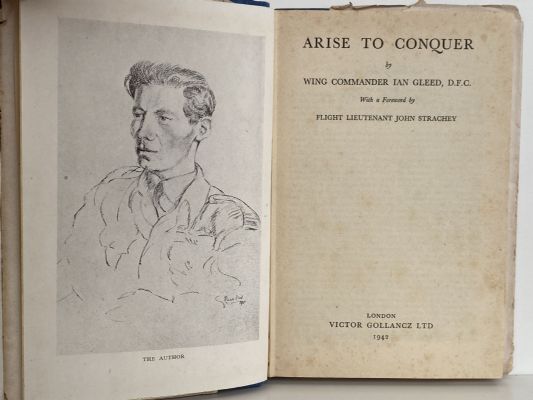 THE AUTHOR
ARISE TO CONQUER
by
WING COMMANDER IAN GLEED, D.F.C.
With a Foreword by
FLIGHT LIEUTENANT JOHN STRACHEY
LONDON
VICTOR GOLLANCZ LTD
1942